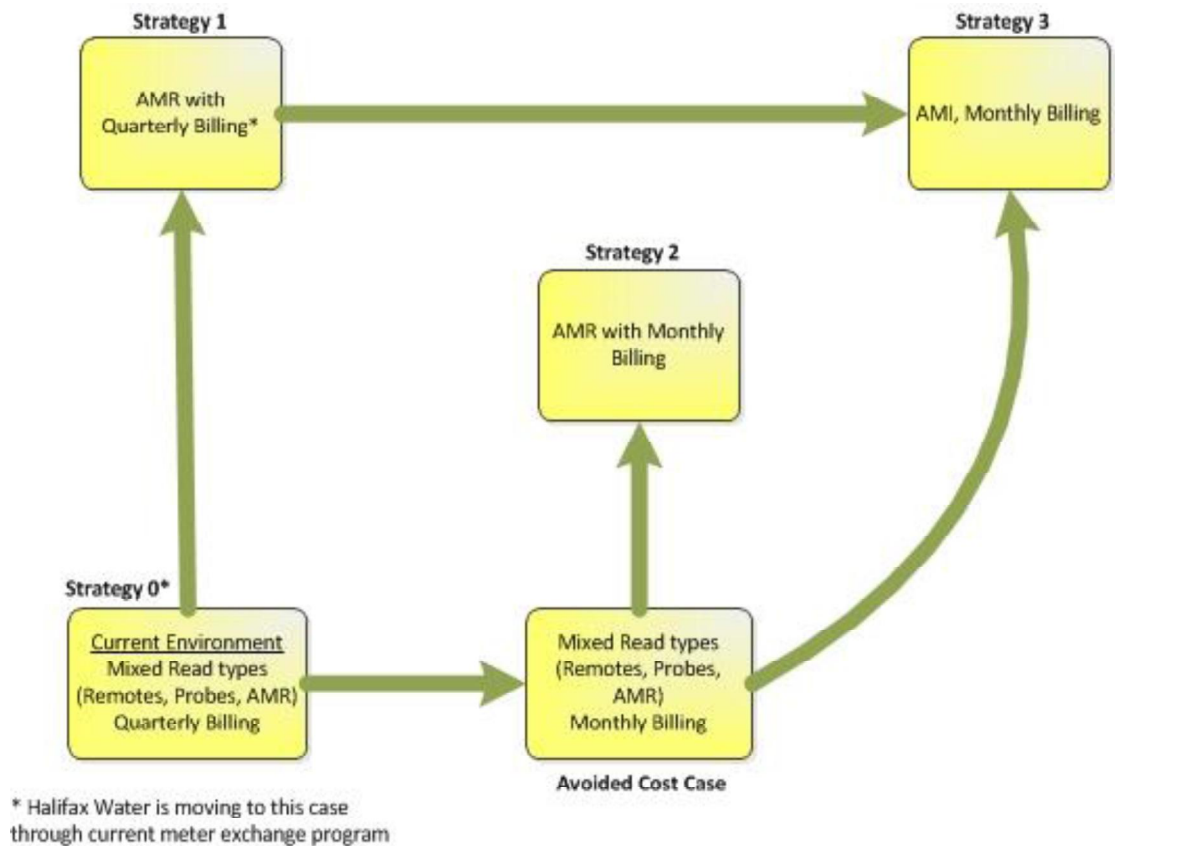 Strategy 1
AMR with
Quarterly Billing*
Strategy 3
AMI, Monthly Billing
Strategy 2
AMR with Monthly
Billing
Strategy 0*
Current Environment
Mixed Read types
(Remotes, Probes, AMR)
Quarterly Billing
Mixed Read types
(Remotes, Probes,
AMR)
Monthly Billing
Avoided Cost Case
* Halifax Water is moving to this case
through current meter exchange program